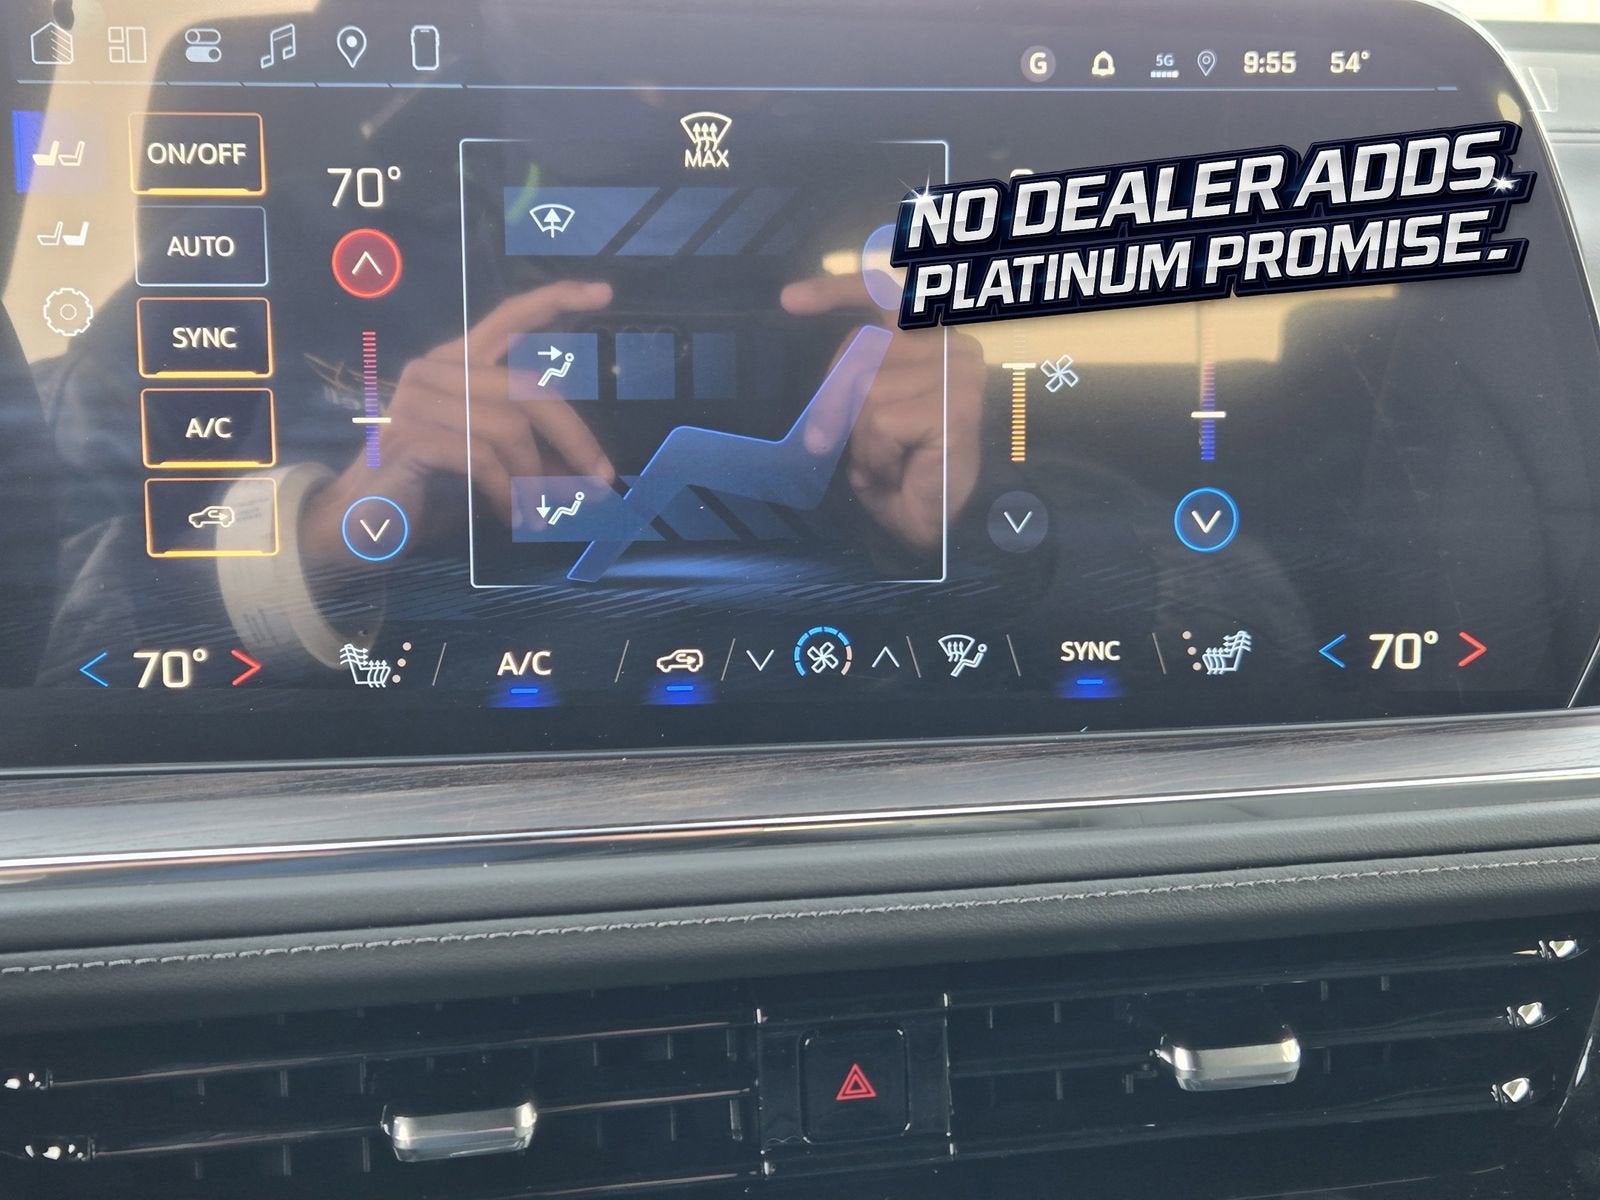 G 5G 9:55 54°
ON/OFF
70°
MAX
NO DEALER ADDS.
PLATINUM PROMISE.
AUTO
SYNC
A/C
70°
A/C
SYNC
70°